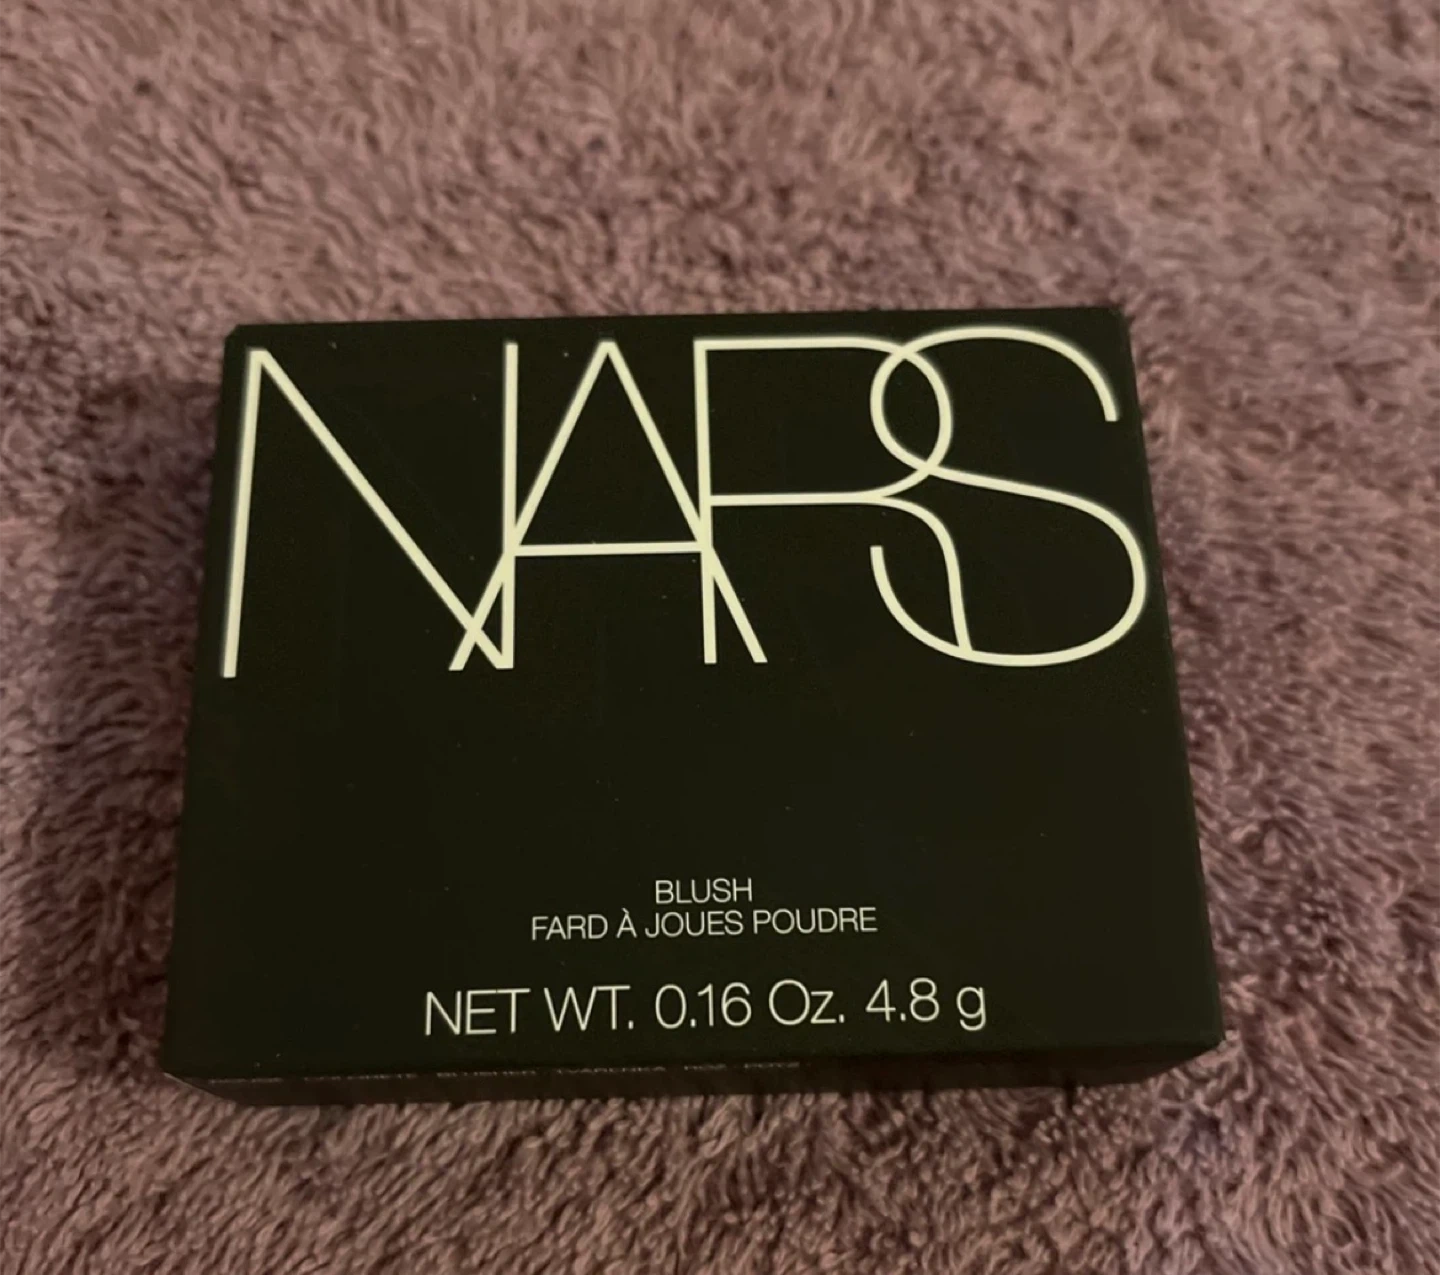 NARS
BLUSH
FARD À JOUES POUDRE
NET WT. 0.16 Oz. 4.8 g